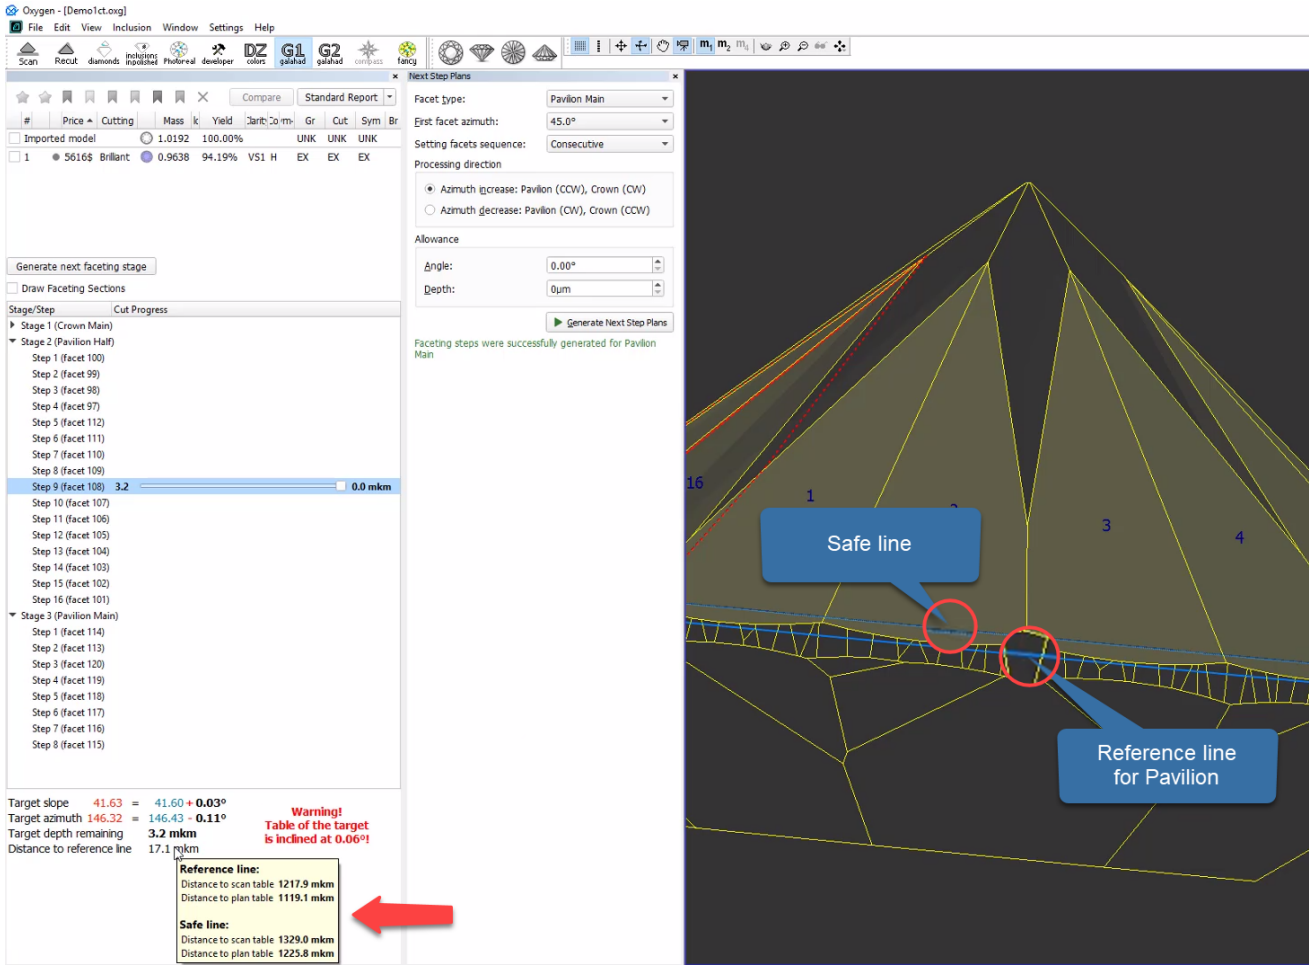 Oxygen - [Demo1ct.oxg]
File Edit View Inclusion Window Settings Help
Scan Recut diamonds inclusions inpolished Photoreal DZ colors G1 galahad G2 galahad compass fancy m1 m2 m4
developer
Next Step Plans
Compare Standard Report
# Price Cutting Mass k Yield Gr Cut Sym Br
Imported model 1.0192 100.00% UNK UNK UNK
1 5616$ Brilliant 0.9638 94.19% VS1 H EX EX EX
Generate next faceting stage
Draw Faceting Sections
Stage/Step Cut Progress
Stage 1 (Crown Main)
Stage 2 (Pavilion Half)
Step 1 (facet 100)
Step 2 (facet 99)
Step 3 (facet 98)
Step 4 (facet 97)
Step 5 (facet 112)
Step 6 (facet 111)
Step 7 (facet 110)
Step 8 (facet 109)
Step 9 (facet 108) 3.2 0.0 mkm
Step 10 (facet 107)
Step 11 (facet 106)
Step 12 (facet 105)
Step 13 (facet 104)
Step 14 (facet 103)
Step 15 (facet 102)
Step 16 (facet 101)
Stage 3 (Pavilion Main)
Step 1 (facet 114)
Step 2 (facet 113)
Step 3 (facet 120)
Step 4 (facet 119)
Step 5 (facet 118)
Step 6 (facet 117)
Step 7 (facet 116)
Step 8 (facet 115)
Target slope 41.63 = 41.60 + 0.03º
Target azimuth 146.32 = 146.43 - 0.11º
Target depth remaining 3.2 mkm
Distance to reference line 17.1 mkm
Warning!
Table of the target
is inclined at 0.06º!
Reference line:
Distance to scan table 1217.9 mkm
Distance to plan table 1119.1 mkm
Safe line:
Distance to scan table 1329.0 mkm
Distance to plan table 1225.8 mkm
Facet type: Pavilion Main
First facet azimuth: 45.0º
Setting facets sequence: Consecutive
Processing direction
Azimuth increase: Pavilion (CCW), Crown (CW)
Azimuth decrease: Pavilion (CW), Crown (CCW)
Allowance
Angle: 0.00º
Depth: 0µm
Generate Next Step Plans
Faceting steps were successfully generated for Pavilion
Main
16
1
3
4
Safe line
Reference line
for Pavilion